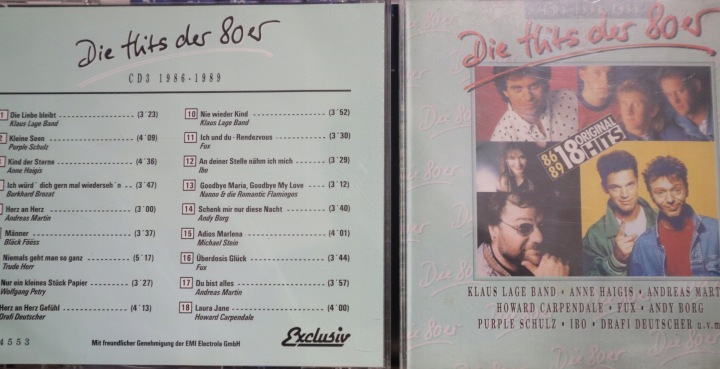 Die Hits der 80er
CD3 1986-1989
1 Die Liebe bleibt (3´23)
Klaus Lage Band
2 Kleine Seen (4´09)
Purple Schulz
3 Kind der Sterne (4´36)
Anne Haigis
Ich würd´ dich gern mal wiederseh´n (3´47)
Burkhard Brozat
Herz an Herz (3´00)
Andreas Martin
Männer (3´37)
Bläck Fööss
Niemals geht man so ganz (5´17)
Trude Herr
Nur ein kleines Stück Papier (3´27)
Wolfgang Petry
Herz an Herz Gefühl (4´13)
Drafi Deutscher
10 Nie wieder Kind (3´52)
Klaus Lage Band
11 Ich und du - Rendezvous (3´30)
Fux
12 An deiner Stelle nähm ich mich (3´29)
Ibo
13 Goodbye Maria, Goodbye My Love (3´12)
Nanno & die Romantic Flamingos
14 Schenk mir nur diese Nacht (3´40)
Andy Borg
15 Adios Marlena (4´01)
Michael Stein
16 Überdosis Glück (3´44)
Fux
17 Du bist alles (3´57)
Andreas Martin
18 Laura Jane (4´00)
Howard Carpendale
4553
Mit freundlicher Genehmigung der EMI Electrola GmbH
Exclusiv
Die Hits der 80er
'86
'89
18 ORIGINAL
HITS
KLAUS LAGE BAND · ANNE HAIGIS · ANDREAS MART
HOWARD CARPENDALE · FUX · ANDY BORG
PURPLE SCHULZ · IBO · DRAFI DEUTSCHER u.v.m